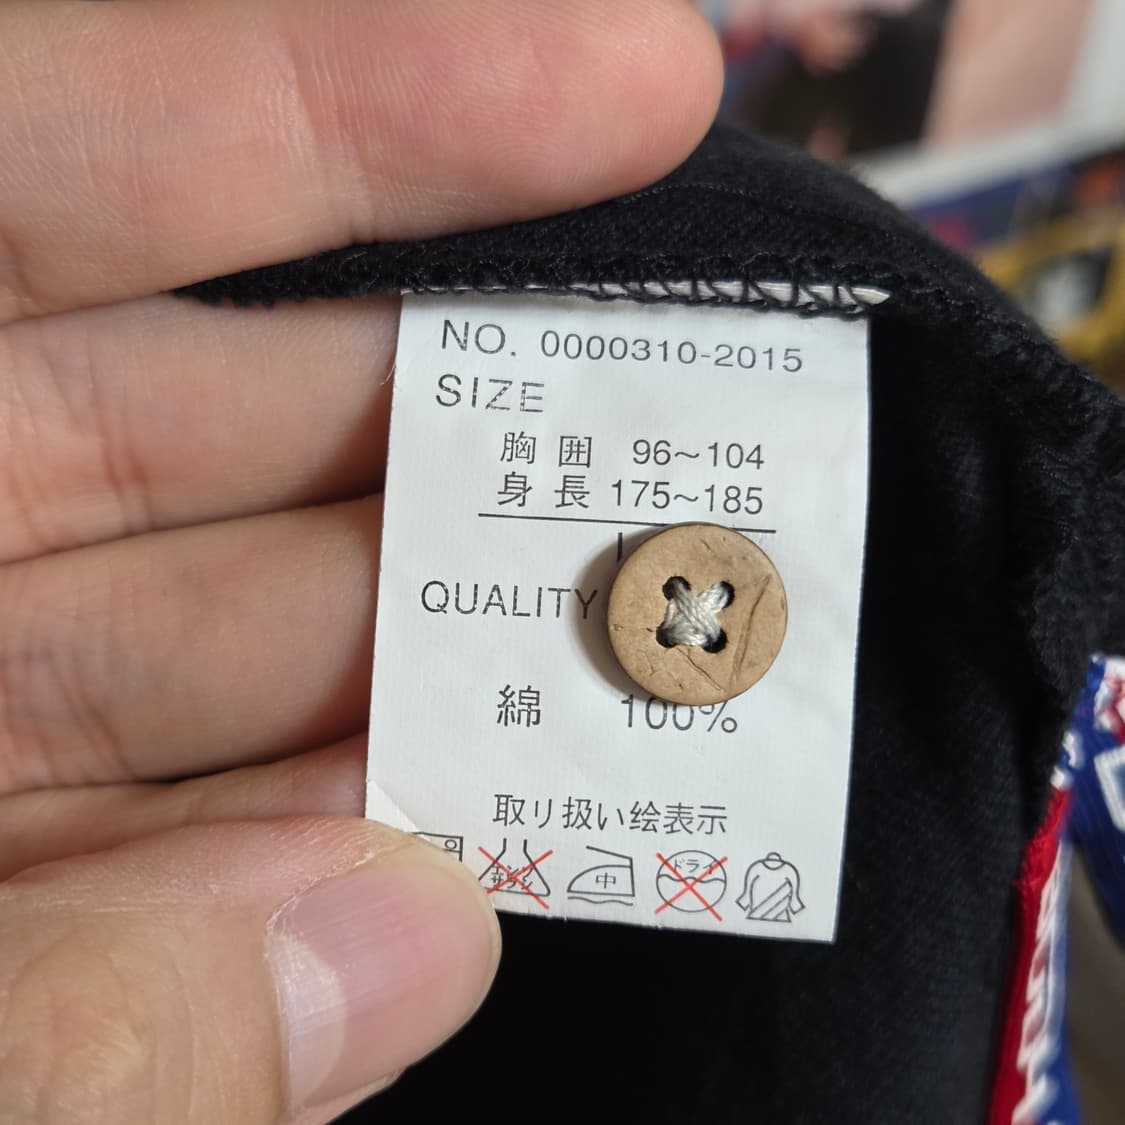 NO. 0000310-2015
SIZE
胸囲 96~104
身長 175~185
QUALITY
綿 100%
取り扱い絵表示
中
ドライ